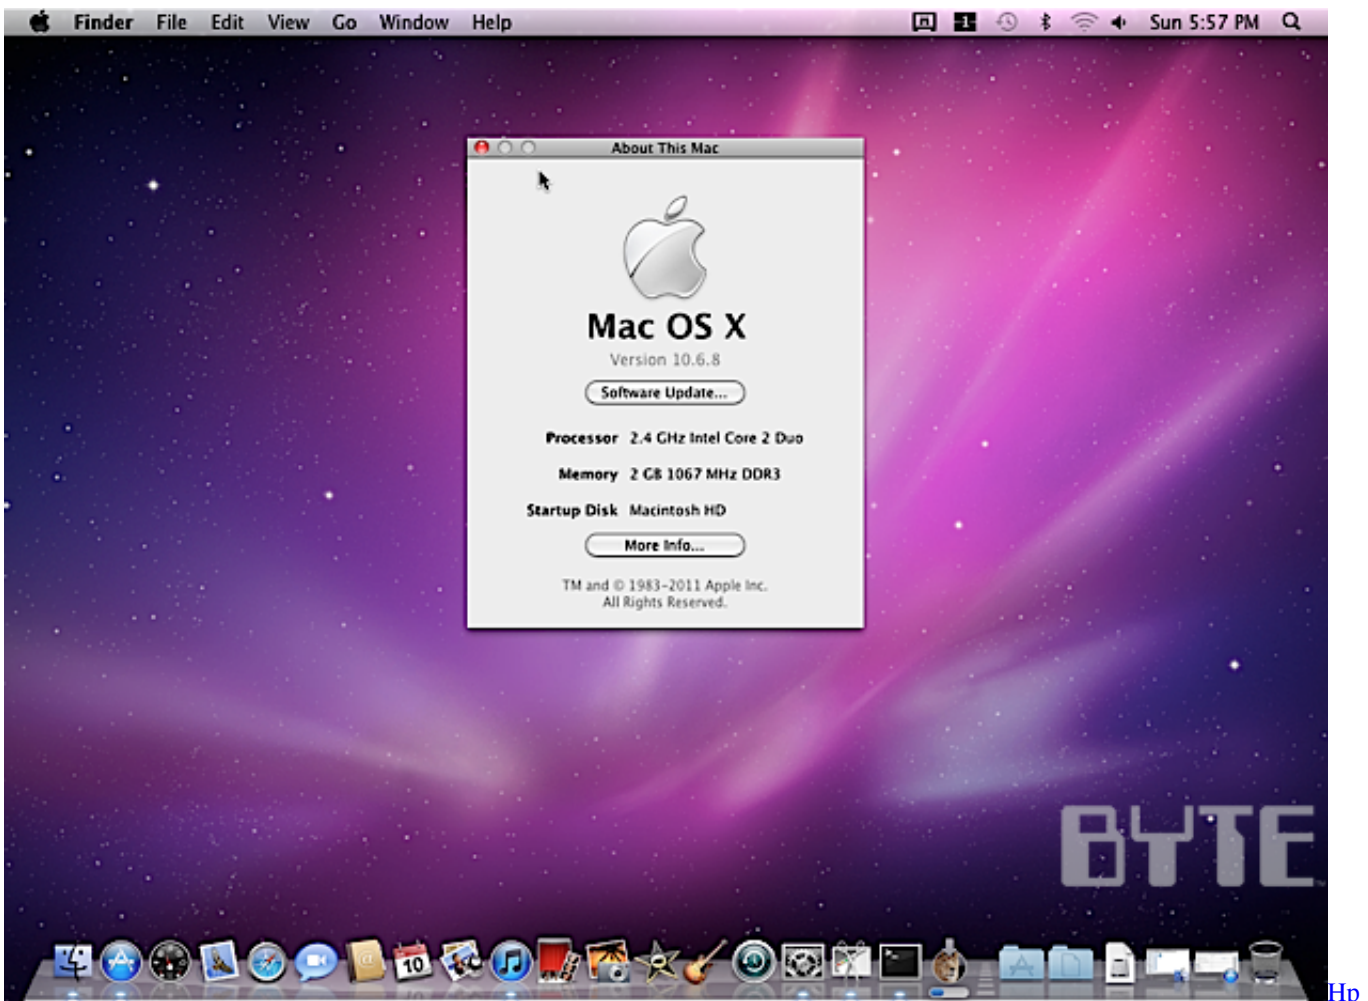 Finder File Edit View Go Window Help
Sun 5:57 PM
About This Mac
Mac OS X
Version 10.6.8
Software Update...
Processor 2.4 GHz Intel Core 2 Duo
Memory 2 GB 1067 MHz DDR3
Startup Disk Macintosh HD
More Info...
TM and © 1983–2011 Apple Inc.
All Rights Reserved.
BYTE
10
Hp